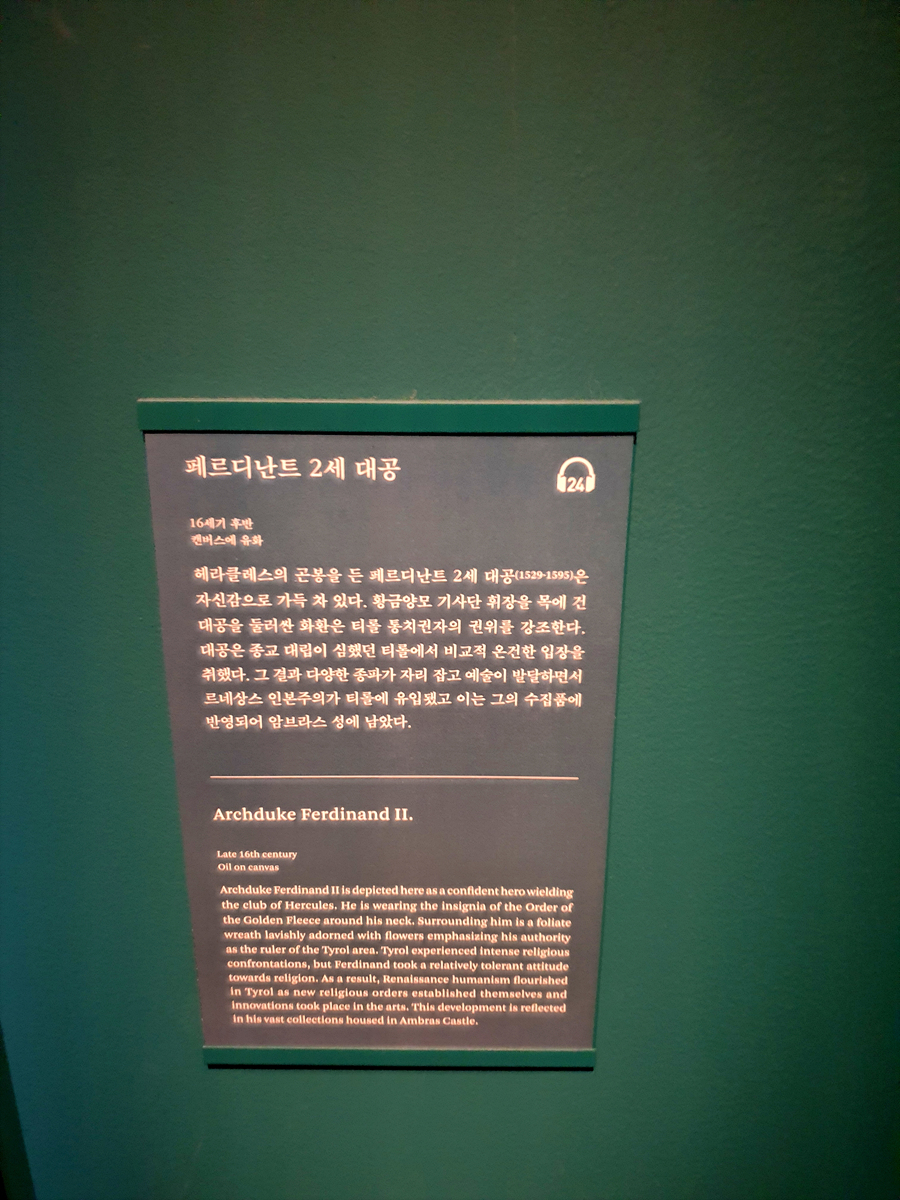 페르디난트 2세 대공
24
16세기 후반
캔버스에 유화
헤라클레스의 곤봉을 든 페르디난트 2세 대공(1529-1595)은
자신감으로 가득 차 있다. 황금양모 기사단 휘장을 목에 건
대공을 둘러싼 화환은 티롤 통치권자의 권위를 강조한다.
대공은 종교 대립이 심했던 티롤에서 비교적 온건한 입장을
취했다. 그 결과 다양한 종파가 자리 잡고 예술이 발달하면서
르네상스 인본주의가 티롤에 유입됐고 이는 그의 수집품에
반영되어 암브라스 성에 남았다.
Archduke Ferdinand II.
Late 16th century
Oil on canvas
Archduke Ferdinand II is depicted here as a confident hero wielding
the club of Hercules. He is wearing the insignia of the Order of
the Golden Fleece around his neck. Surrounding him is a foliate
wreath lavishly adorned with flowers emphasizing his authority
as the ruler of the Tyrol area. Tyrol experienced intense religious
confrontations, but Ferdinand took a relatively tolerant attitude
towards religion. As a result, Renaissance humanism flourished
in Tyrol as new religious orders established themselves and
innovations took place in the arts. This development is reflected
in his vast collections housed in Ambras Castle.